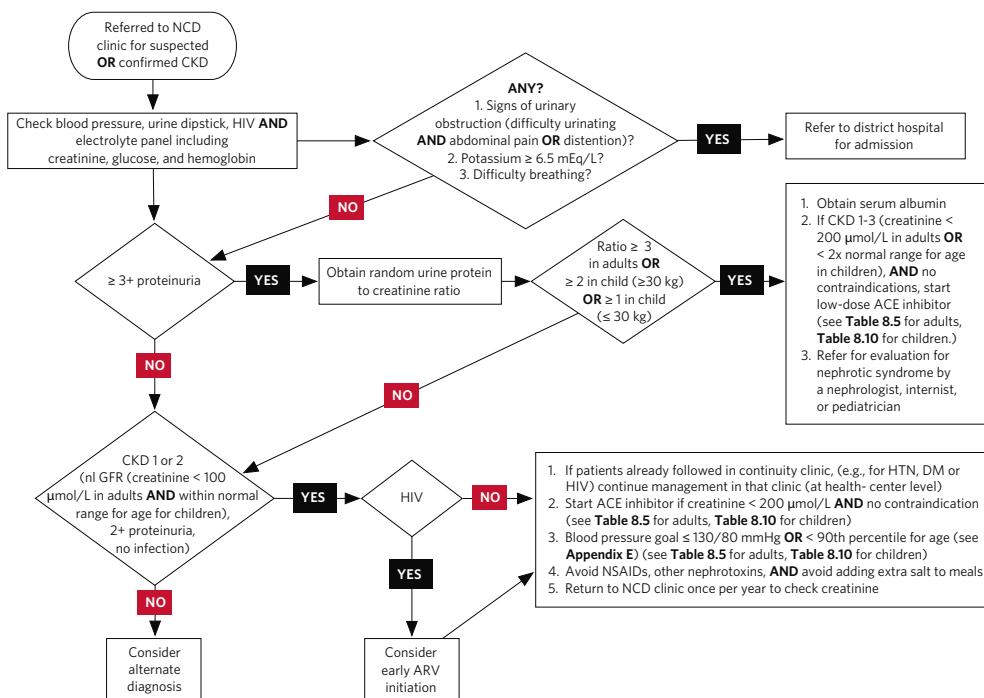 Referred to NCD
clinic for suspected
OR confirmed CKD
Check blood pressure, urine dipstick, HIV AND
electrolyte panel including
creatinine, glucose, and hemoglobin
ANY?
1. Signs of urinary
obstruction (difficulty urinating
AND abdominal pain OR distention)?
2. Potassium ≥ 6.5 mEq/L?
3. Difficulty breathing?
YES
Refer to district hospital
for admission
NO
≥ 3+ proteinuria
YES
Obtain random urine protein
to creatinine ratio
Ratio ≥ 3
in adults OR
≥ 2 in child (≥30 kg)
OR ≥ 1 in child
(≤ 30 kg)
YES
1. Obtain serum albumin
2. If CKD 1-3 (creatinine <
200 µmol/L in adults OR
< 2x normal range for age
in children), AND no
contraindications, start
low-dose ACE inhibitor
(see Table 8.5 for adults,
Table 8.10 for children.)
3. Refer for evaluation for
nephrotic syndrome by
a nephrologist, internist,
or pediatrician
NO
NO
CKD 1 or 2
(nl GFR (creatinine < 100
µmol/L in adults AND within normal
range for age for children),
2+ proteinuria,
no infection)
YES
HIV
NO
1. If patients already followed in continuity clinic, (e.g., for HTN, DM or
HIV) continue management in that clinic (at health- center level)
2. Start ACE inhibitor if creatinine < 200 µmol/L AND no contraindication
(see Table 8.5 for adults, Table 8.10 for children)
3. Blood pressure goal ≤ 130/80 mmHg OR < 90th percentile for age (see
Appendix E) (see Table 8.5 for adults, Table 8.10 for children)
4. Avoid NSAIDs, other nephrotoxins, AND avoid adding extra salt to meals
5. Return to NCD clinic once per year to check creatinine
YES
NO
Consider
alternate
diagnosis
Consider
early ARV
initiation